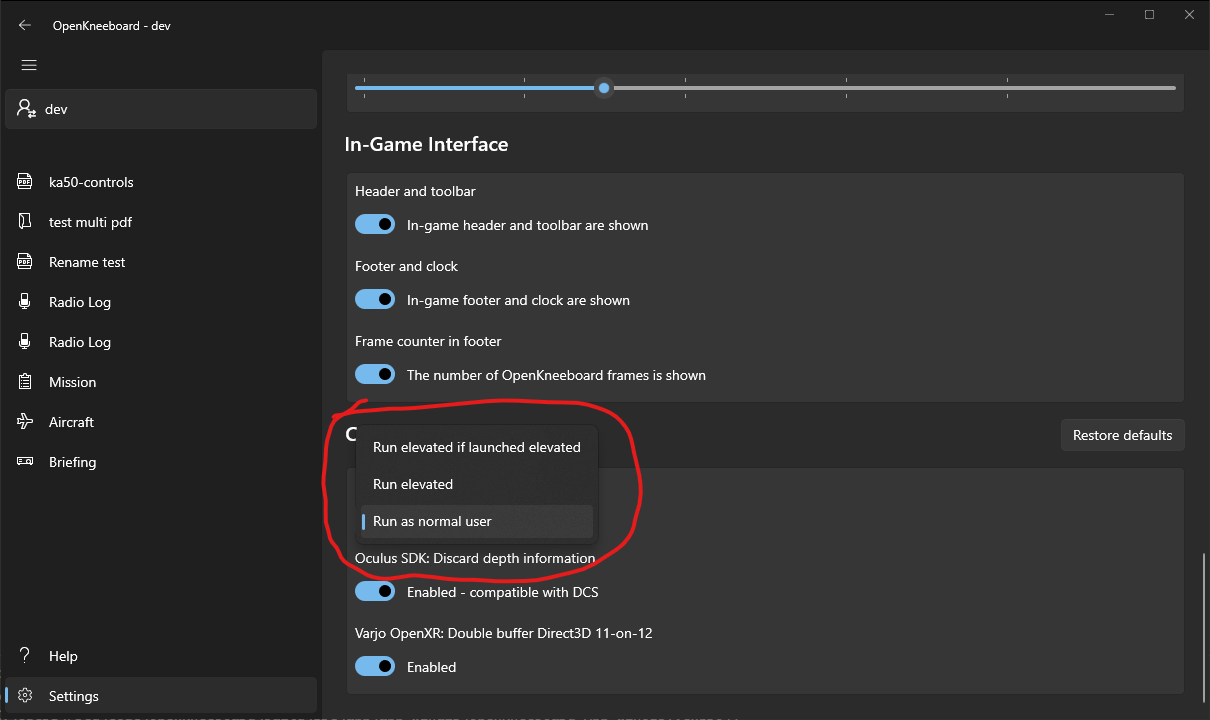 OpenKneeboard - dev
dev
ka50-controls
test multi pdf
Rename test
Radio Log
Radio Log
Mission
Aircraft
Briefing
Help
Settings
In-Game Interface
Header and toolbar
In-game header and toolbar are shown
Footer and clock
In-game footer and clock are shown
Frame counter in footer
The number of OpenKneeboard frames is shown
Restore defaults
Run elevated if launched elevated
Run elevated
Run as normal user
Oculus SDK: Discard depth information
Enabled - compatible with DCS
Varjo OpenXR: Double buffer Direct3D 11-on-12
Enabled